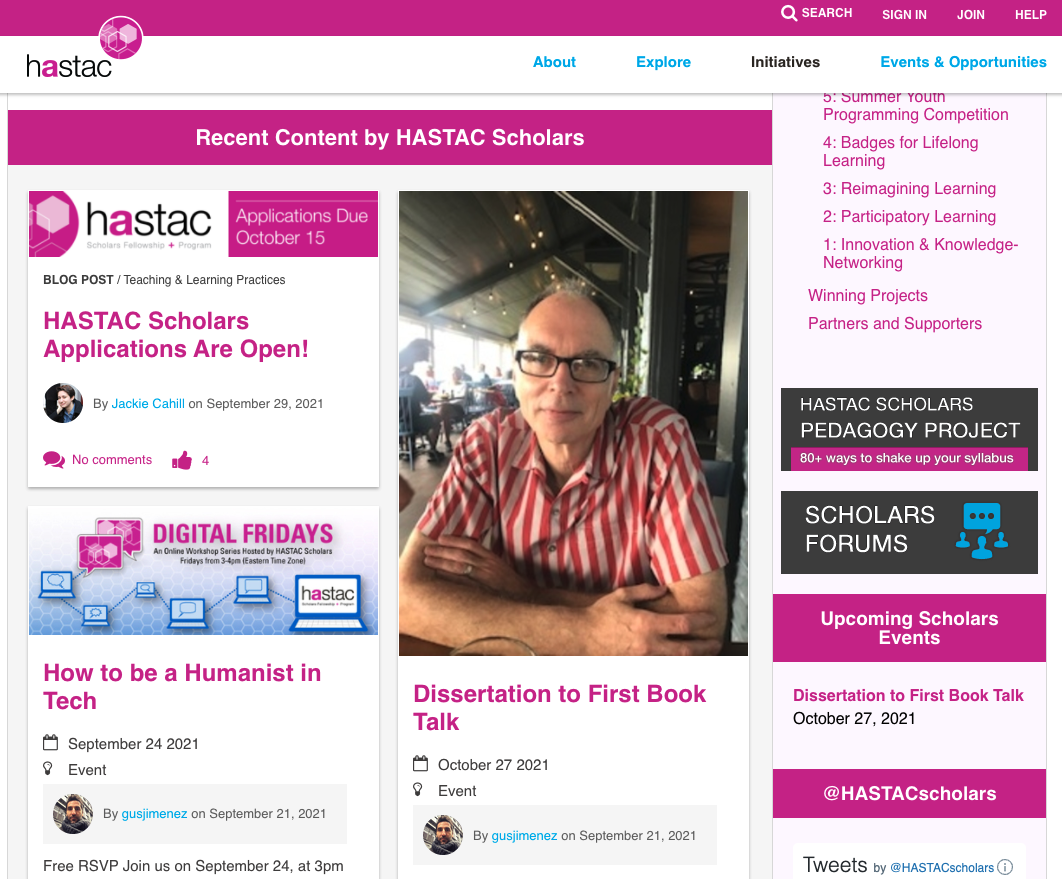 SEARCH
SIGN IN
JOIN
HELP
hastac
About
Explore
Initiatives
Events & Opportunities
Recent Content by HASTAC Scholars
hastac
Scholars Fellowship + Program
Applications Due
October 15
BLOG POST / Teaching & Learning Practices
HASTAC Scholars
Applications Are Open!
By Jackie Cahill on September 29, 2021
No comments
4
DIGITAL FRIDAYS
An Online Workshop Series Hosted by HASTAC Scholars
Fridays from 3-4pm (Eastern Time Zone)
hastac
Scholars Fellowship + Program
How to be a Humanist in
Tech
September 24 2021
Event
By gusjimenez on September 21, 2021
Free RSVP Join us on September 24, at 3pm
Dissertation to First Book
Talk
October 27 2021
Event
By gusjimenez on September 21, 2021
5: Summer Youth
Programming Competition
4: Badges for Lifelong
Learning
3: Reimagining Learning
2: Participatory Learning
1: Innovation & Knowledge-
Networking
Winning Projects
Partners and Supporters
HASTAC SCHOLARS
PEDAGOGY PROJECT
80+ ways to shake up your syllabus
SCHOLARS
FORUMS
Upcoming Scholars
Events
Dissertation to First Book Talk
October 27, 2021
@HASTACscholars
Tweets by @HASTACscholars